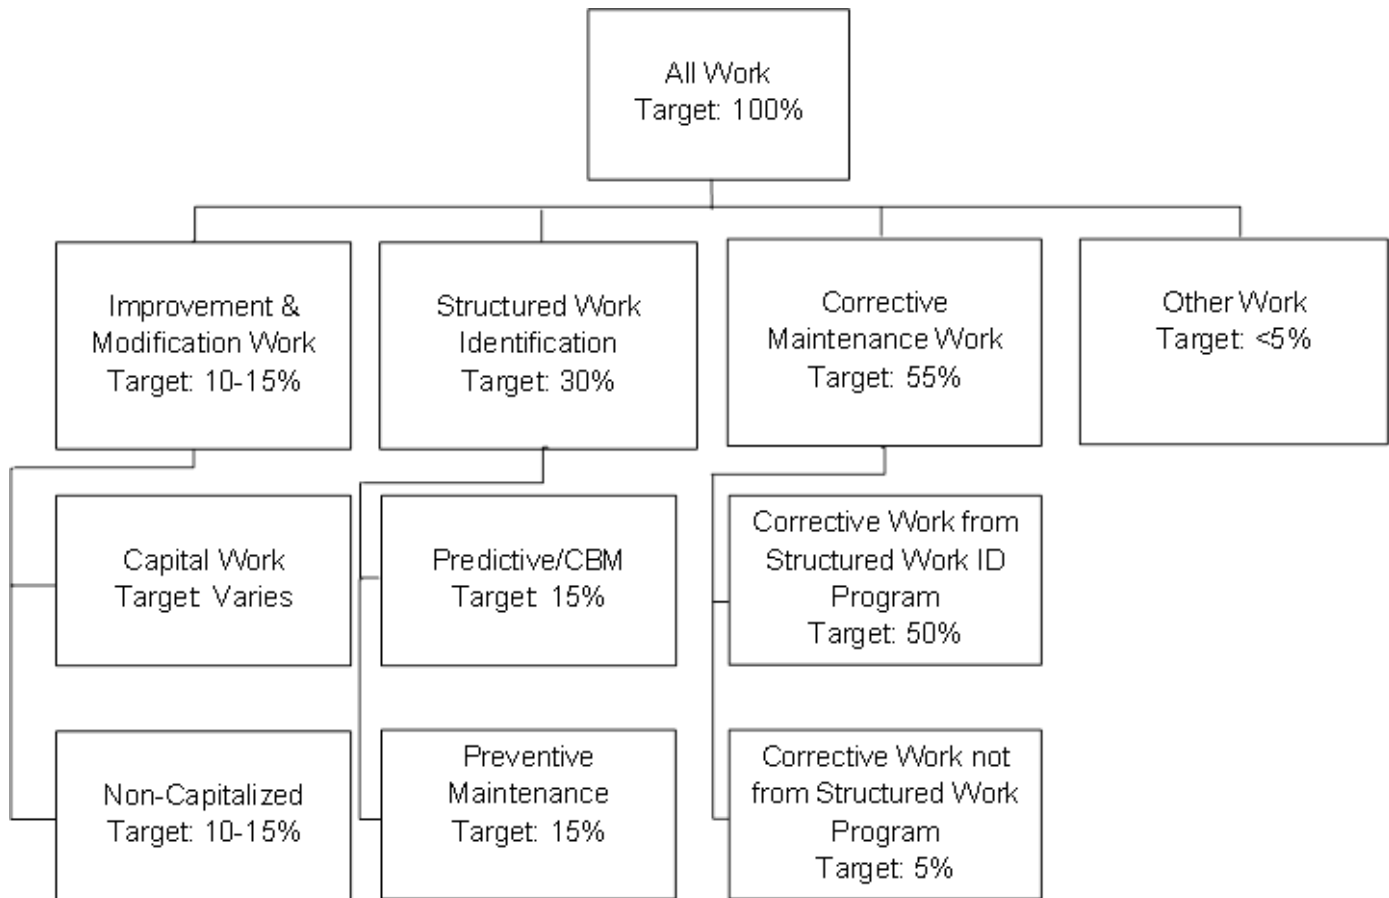 All Work
Target: 100%
Improvement &
Modification Work
Target: 10-15%
Structured Work
Identification
Target: 30%
Corrective
Maintenance Work
Target: 55%
Other Work
Target: <5%
Capital Work
Target: Varies
Predictive/CBM
Target: 15%
Corrective Work from
Structured Work ID
Program
Target: 50%
Non-Capitalized
Target: 10-15%
Preventive
Maintenance
Target: 15%
Corrective Work not
from Structured Work
Program
Target: 5%